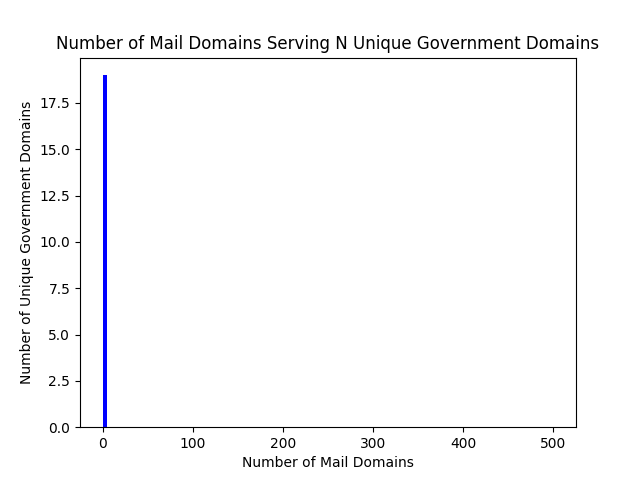 Number of Mail Domains Serving N Unique Government Domains
Number of Unique Government Domains
17.5
15.0
12.5
10.0
7.5
5.0
2.5
0.0
0 100 200 300 400 500
Number of Mail Domains